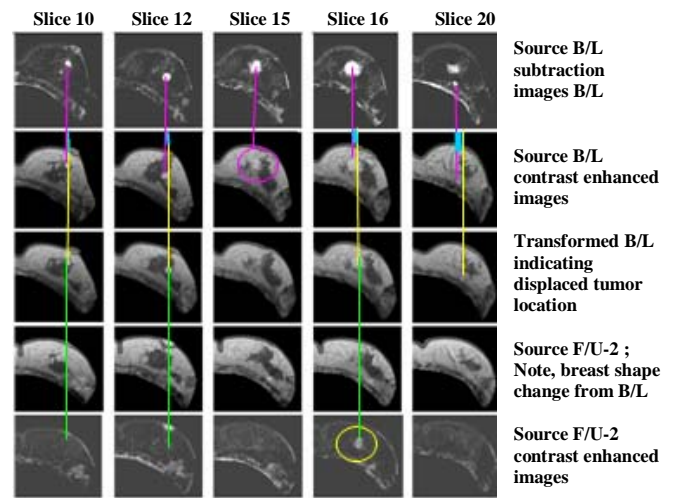 Slice 10 Slice 12 Slice 15 Slice 16 Slice 20
Source B/L
subtraction
images B/L
Source B/L
contrast enhanced
images
Transformed B/L
indicating
displaced tumor
location
Source F/U-2 ;
Note, breast shape
change from B/L
Source F/U-2
contrast enhanced
images